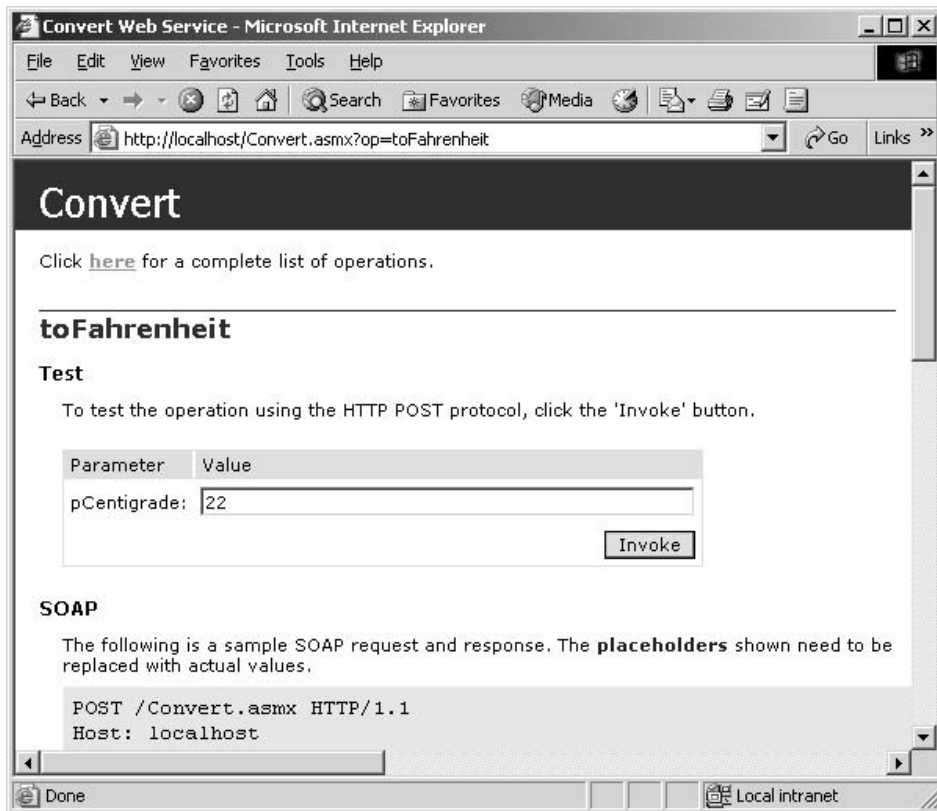 Convert Web Service - Microsoft Internet Explorer
File Edit View Favorites Tools Help
Back Search Favorites Media
Address http://localhost/Convert.asmx?op=toFahrenheit Go Links »
Convert
Click here for a complete list of operations.
toFahrenheit
Test
To test the operation using the HTTP POST protocol, click the 'Invoke' button.
Parameter Value
pCentigrade: 22
Invoke
SOAP
The following is a sample SOAP request and response. The placeholders shown need to be
replaced with actual values.
POST /Convert.asmx HTTP/1.1
Host: localhost
Done Local intranet